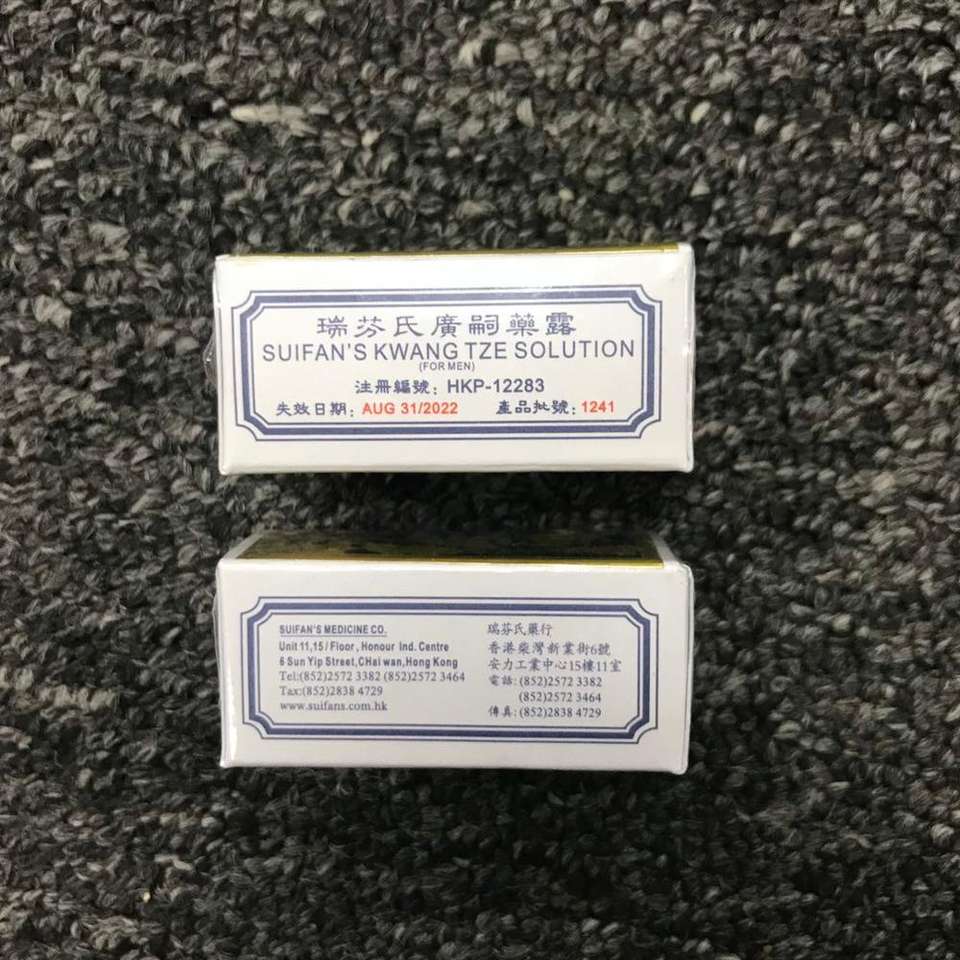 瑞芬氏廣嗣藥露
SUIFAN'S KWANG TZE SOLUTION
(FOR MEN)
注冊編號: HKP-12283
失效日期: AUG 31/2022 產品批號: 1241
SUIFAN'S MEDICINE CO.
Unit 11,15/Floor, Honour Ind. Centre
6 Sun Yip Street,CHai wan,Hong Kong
Tel:(852)2572 3382 (852)2572 3464
Tax:(852)2838 4729
www.suifans.com.hk
瑞芬氏藥行
香港柴灣新業街6號
安力工業中心15樓11室
電話: (852)2572 3382
(852)2572 3464
傳真: (852)2838 4729